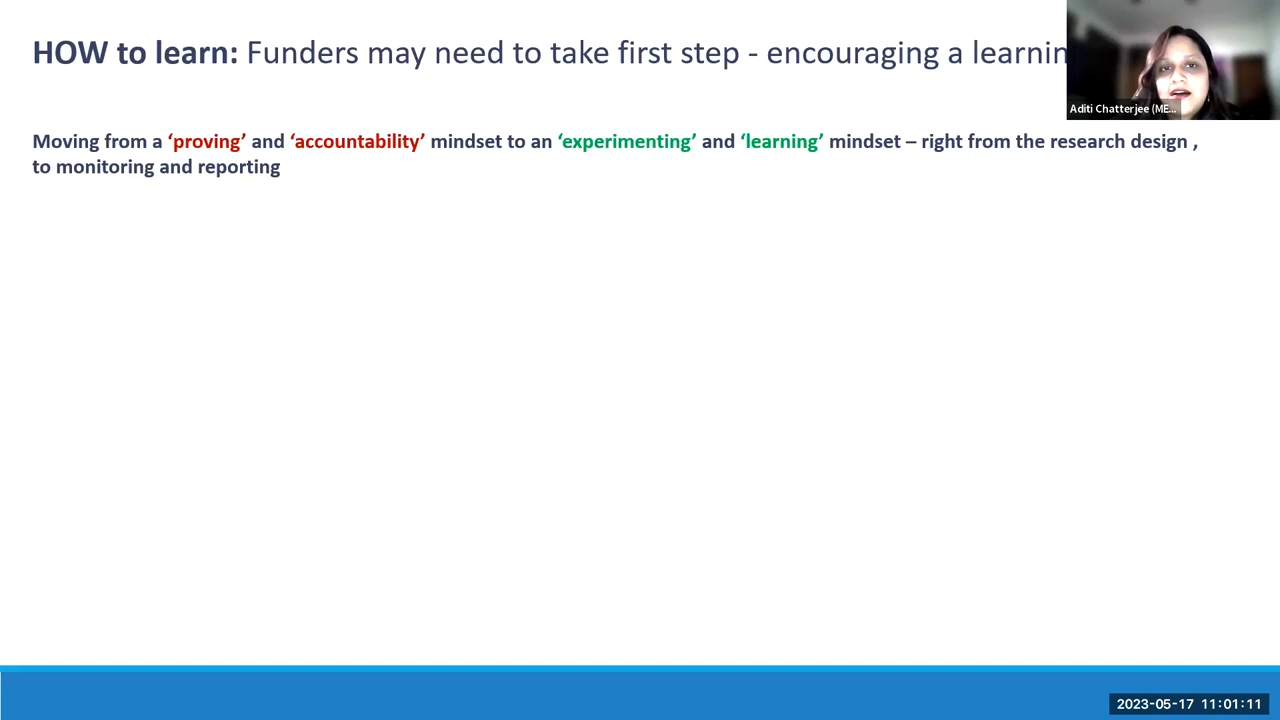 HOW to learn: Funders may need to take first step - encouraging a learnin
Aditi Chatterjee (ME...
Moving from a ‘proving’ and ‘accountability’ mindset to an ‘experimenting’ and ‘learning’ mindset – right from the research design ,
to monitoring and reporting
2023-05-17 11:01:11